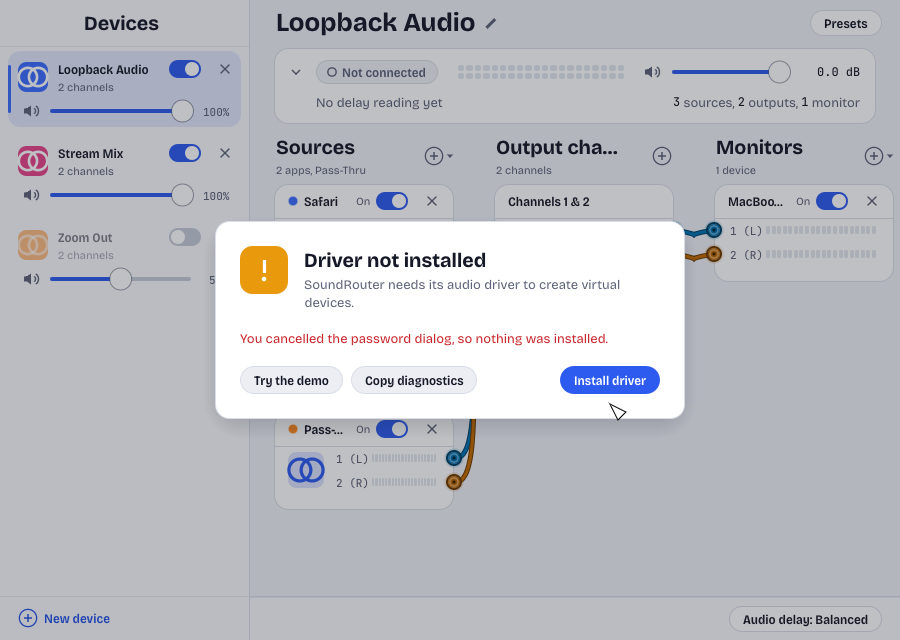 Devices
Loopback Audio
2 channels
100%
Stream Mix
2 channels
100%
Zoom Out
2 channels
New device
Loopback Audio
Presets
Not connected
0.0 dB
No delay reading yet
3 sources, 2 outputs, 1 monitor
Sources
2 apps, Pass-Thru
Output cha...
2 channels
Monitors
1 device
Safari
On
Channels 1 & 2
MacBoo...
On
1 (L)
2 (R)
Driver not installed
SoundRouter needs its audio driver to create virtual
devices.
You cancelled the password dialog, so nothing was installed.
Try the demo
Copy diagnostics
Install driver
Pass-...
On
1 (L)
2 (R)
Audio delay: Balanced